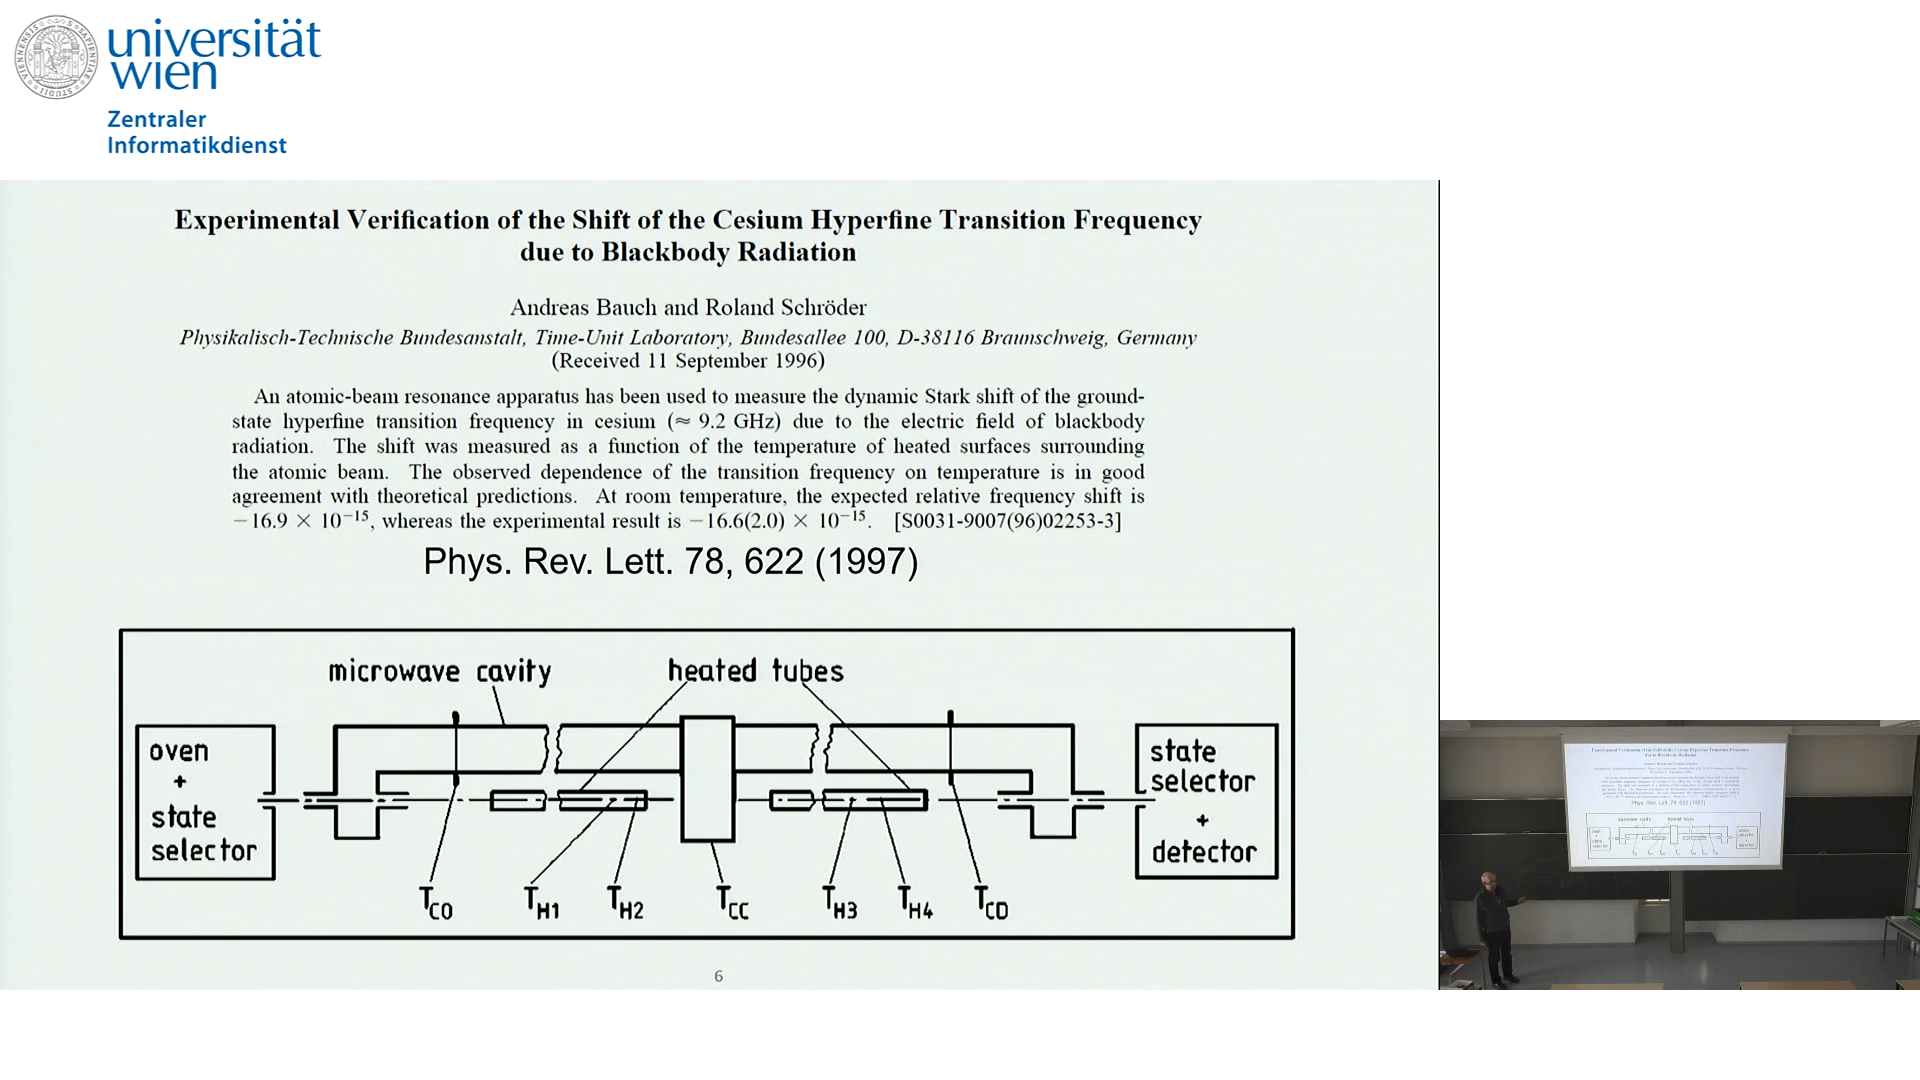 universität
wien
Zentraler
Informatikdienst
Experimental Verification of the Shift of the Cesium Hyperfine Transition Frequency
due to Blackbody Radiation
Andreas Bauch and Roland Schröder
Physikalisch-Technische Bundesanstalt, Time-Unit Laboratory, Bundesallee 100, D-38116 Braunschweig, Germany
(Received 11 September 1996)
An atomic-beam resonance apparatus has been used to measure the dynamic Stark shift of the ground-
state hyperfine transition frequency in cesium (≈ 9.2 GHz) due to the electric field of blackbody
radiation. The shift was measured as a function of the temperature of heated surfaces surrounding
the atomic beam. The observed dependence of the transition frequency on temperature is in good
agreement with theoretical predictions. At room temperature, the expected relative frequency shift is
−16.9 × 10⁻¹⁵, whereas the experimental result is −16.6(2.0) × 10⁻¹⁵. [S0031-9007(96)02253-3]
Phys. Rev. Lett. 78, 622 (1997)
microwave cavity heated tubes
oven
+
state
selector
state
selector
+
detector
T_CO T_H1 T_H2 T_CC T_H3 T_H4 T_CD
6